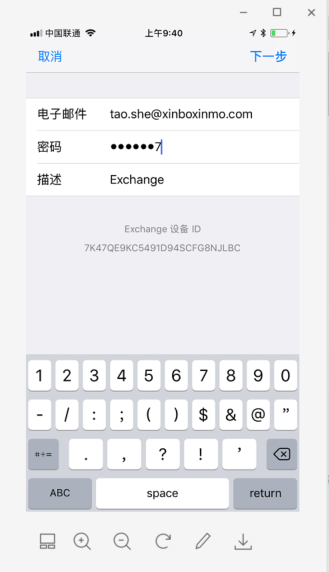 中国联通 上午9:40
取消 下一步
电子邮件 tao.she@xinboxinmo.com
密码 ●●●●●●7
描述 Exchange
Exchange 设备 ID
7K47QE9KC5491D94SCFG8NJLBC
1 2 3 4 5 6 7 8 9 0
- / : ; ( ) $ & @ ”
#+= . , ? ! ’
ABC space return